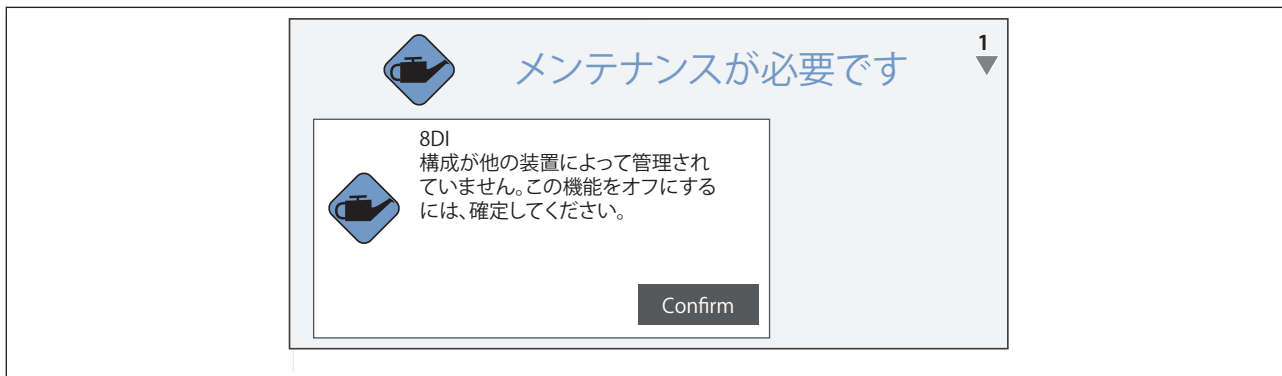 メンテナンスが必要です
1
8DI
構成が他の装置によって管理され
ていません。この機能をオフにする
には、確定してください。
Confirm